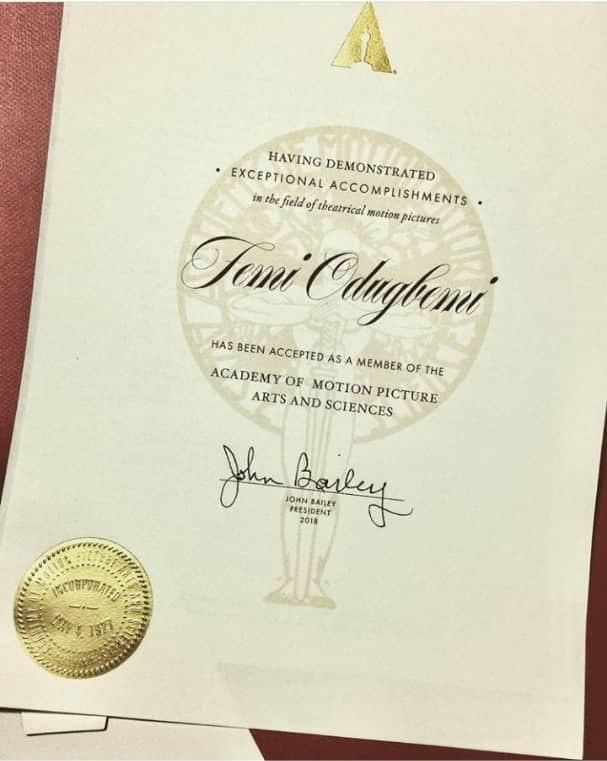 HAVING DEMONSTRATED
• EXCEPTIONAL ACCOMPLISHMENTS •
in the field of theatrical motion pictures
Femi Odugbemi
HAS BEEN ACCEPTED AS A MEMBER OF THE
ACADEMY OF MOTION PICTURE
ARTS AND SCIENCES
John Bailey
JOHN BAILEY
PRESIDENT
2018
INCORPORATED
1927